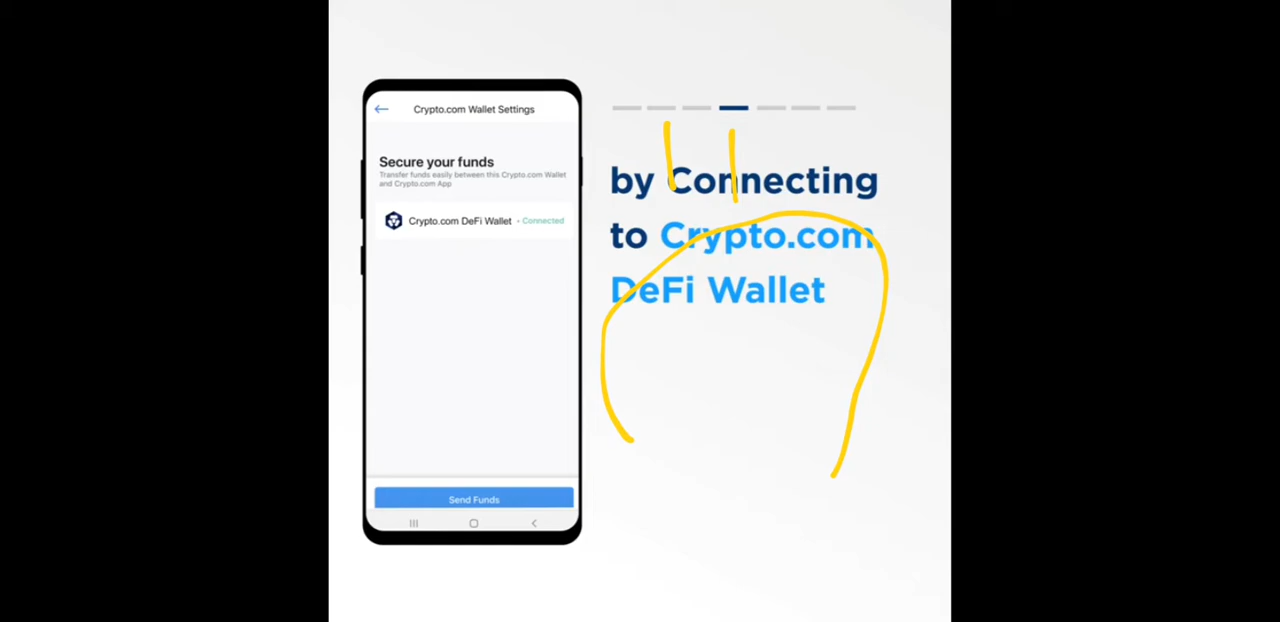 Crypto.com Wallet Settings
Secure your funds
Transfer funds easily between this Crypto.com Wallet
and Crypto.com App
Crypto.com DeFi Wallet - Connected
Send Funds
by Connecting
to Crypto.com
DeFi Wallet